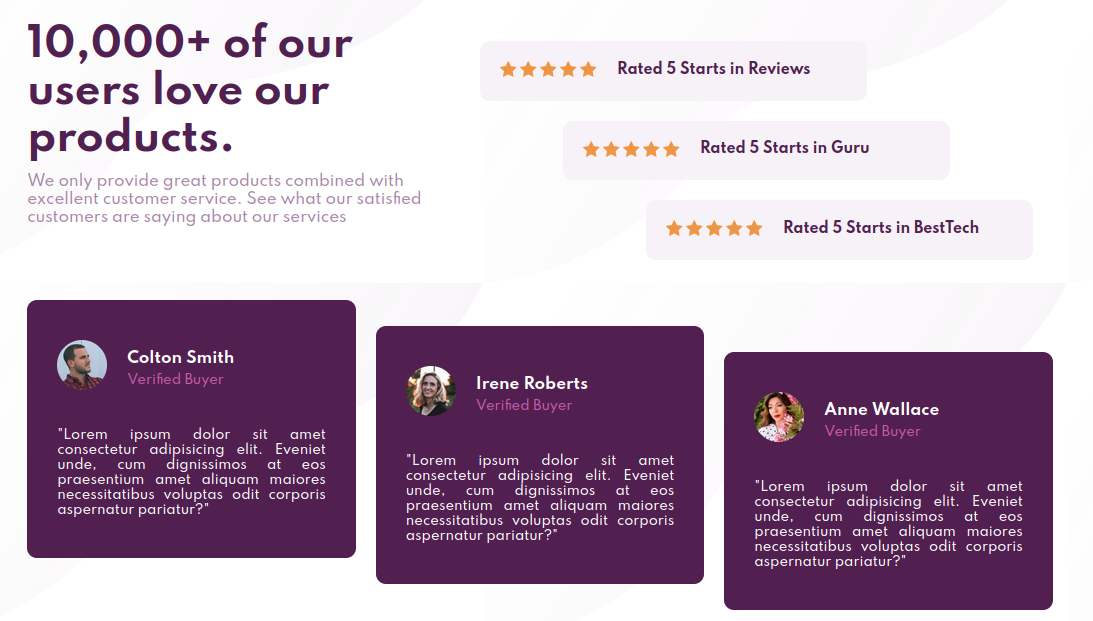 10,000+ of our
users love our
products.
We only provide great products combined with
excellent customer service. See what our satisfied
customers are saying about our services
Rated 5 Starts in Reviews
Rated 5 Starts in Guru
Rated 5 Starts in BestTech
Colton Smith
Verified Buyer
"Lorem ipsum dolor sit amet
consectetur adipisicing elit. Eveniet
unde, cum dignissimos at eos
praesentium amet aliquam maiores
necessitatibus voluptas odit corporis
aspernatur pariatur?"
Irene Roberts
Verified Buyer
"Lorem ipsum dolor sit amet
consectetur adipisicing elit. Eveniet
unde, cum dignissimos at eos
praesentium amet aliquam maiores
necessitatibus voluptas odit corporis
aspernatur pariatur?"
Anne Wallace
Verified Buyer
"Lorem ipsum dolor sit amet
consectetur adipisicing elit. Eveniet
unde, cum dignissimos at eos
praesentium amet aliquam maiores
necessitatibus voluptas odit corporis
aspernatur pariatur?"